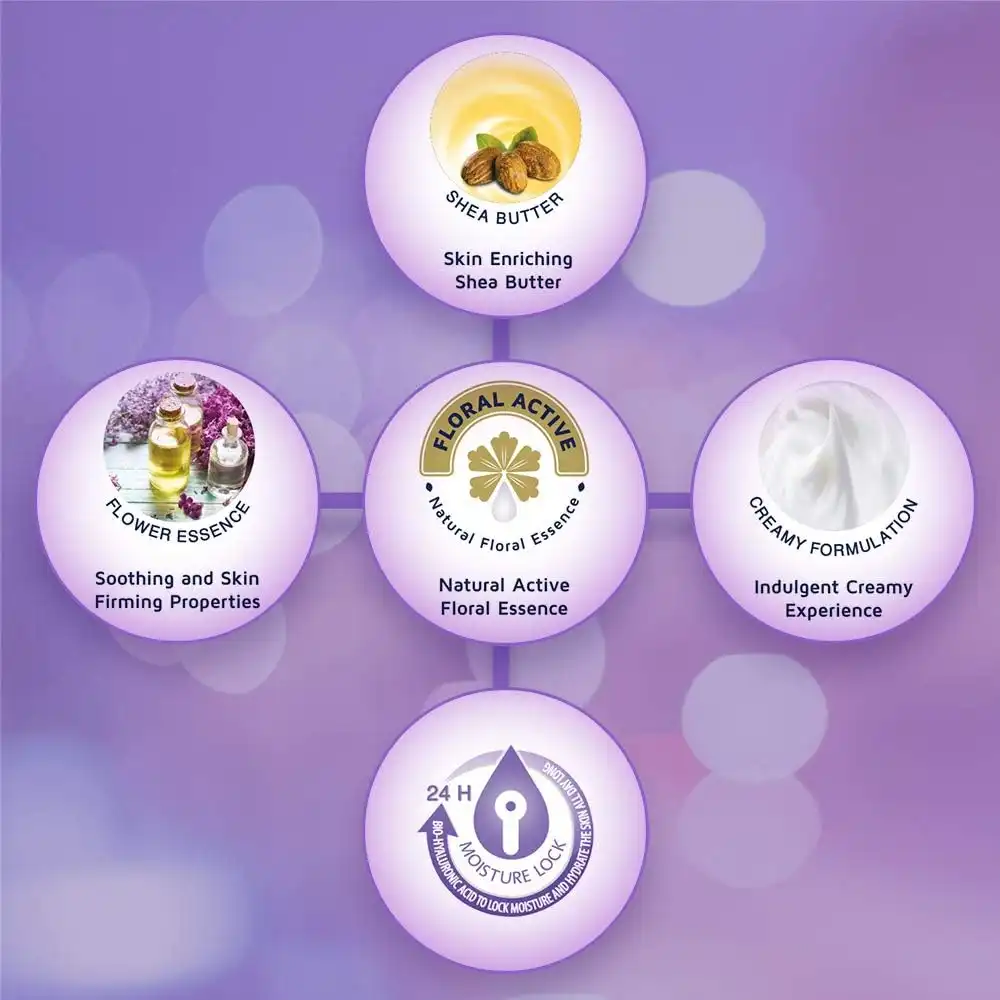 SHEA BUTTER
Skin Enriching
Shea Butter
FLOWER ESSENCE
Soothing and Skin
Firming Properties
FLORAL ACTIVE
• Natural Floral Essence •
Natural Active
Floral Essence
CREAMY FORMULATION
Indulgent Creamy
Experience
24 H
MOISTURE LOCK
BIO-HYALURONIC ACID TO LOCK MOISTURE AND HYDRATE THE SKIN ALL DAY LONG